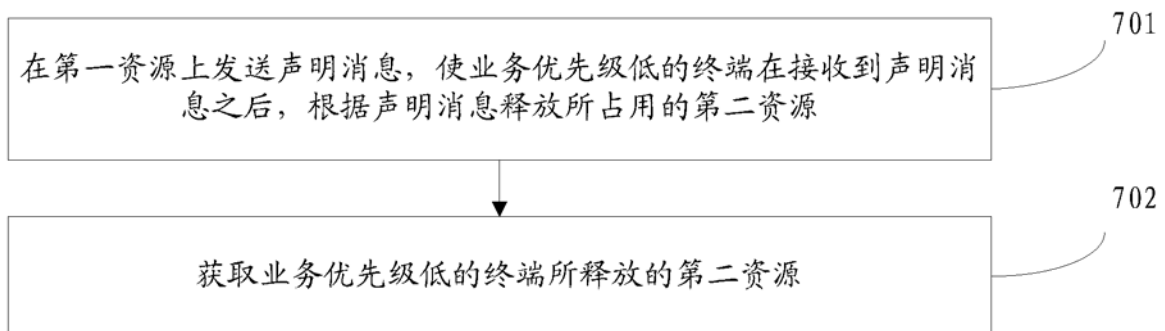 701
在第一资源上发送声明消息，使业务优先级低的终端在接收到声明消
息之后，根据声明消息释放所占用的第二资源
702
获取业务优先级低的终端所释放的第二资源